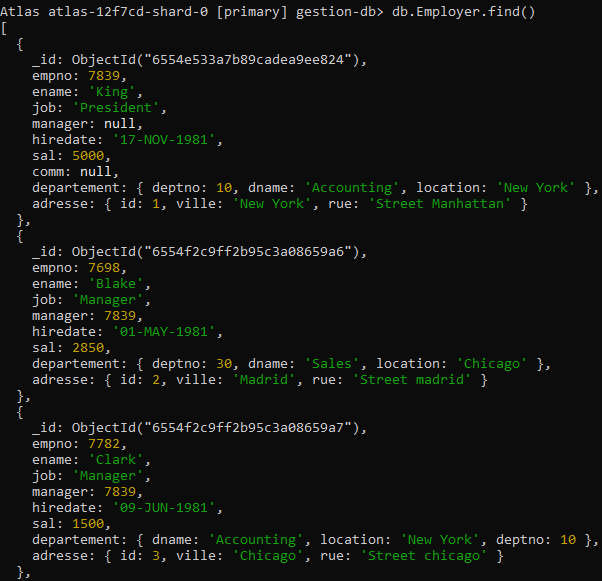 Atlas atlas-12f7cd-shard-0 [primary] gestion-db> db.Employer.find()
[
  {
    _id: ObjectId("6554e533a7b89cadea9ee824"),
    empno: 7839,
    ename: 'King',
    job: 'President',
    manager: null,
    hiredate: '17-NOV-1981',
    sal: 5000,
    comm: null,
    departement: { deptno: 10, dname: 'Accounting', location: 'New York' },
    adresse: { id: 1, ville: 'New York', rue: 'Street Manhattan' }
  },
  {
    _id: ObjectId("6554f2c9ff2b95c3a08659a6"),
    empno: 7698,
    ename: 'Blake',
    job: 'Manager',
    manager: 7839,
    hiredate: '01-MAY-1981',
    sal: 2850,
    departement: { deptno: 30, dname: 'Sales', location: 'Chicago' },
    adresse: { id: 2, ville: 'Madrid', rue: 'Street madrid' }
  },
  {
    _id: ObjectId("6554f2c9ff2b95c3a08659a7"),
    empno: 7782,
    ename: 'Clark',
    job: 'Manager',
    manager: 7839,
    hiredate: '09-JUN-1981',
    sal: 1500,
    departement: { dname: 'Accounting', location: 'New York', deptno: 10 },
    adresse: { id: 3, ville: 'Chicago', rue: 'Street chicago' }
  },